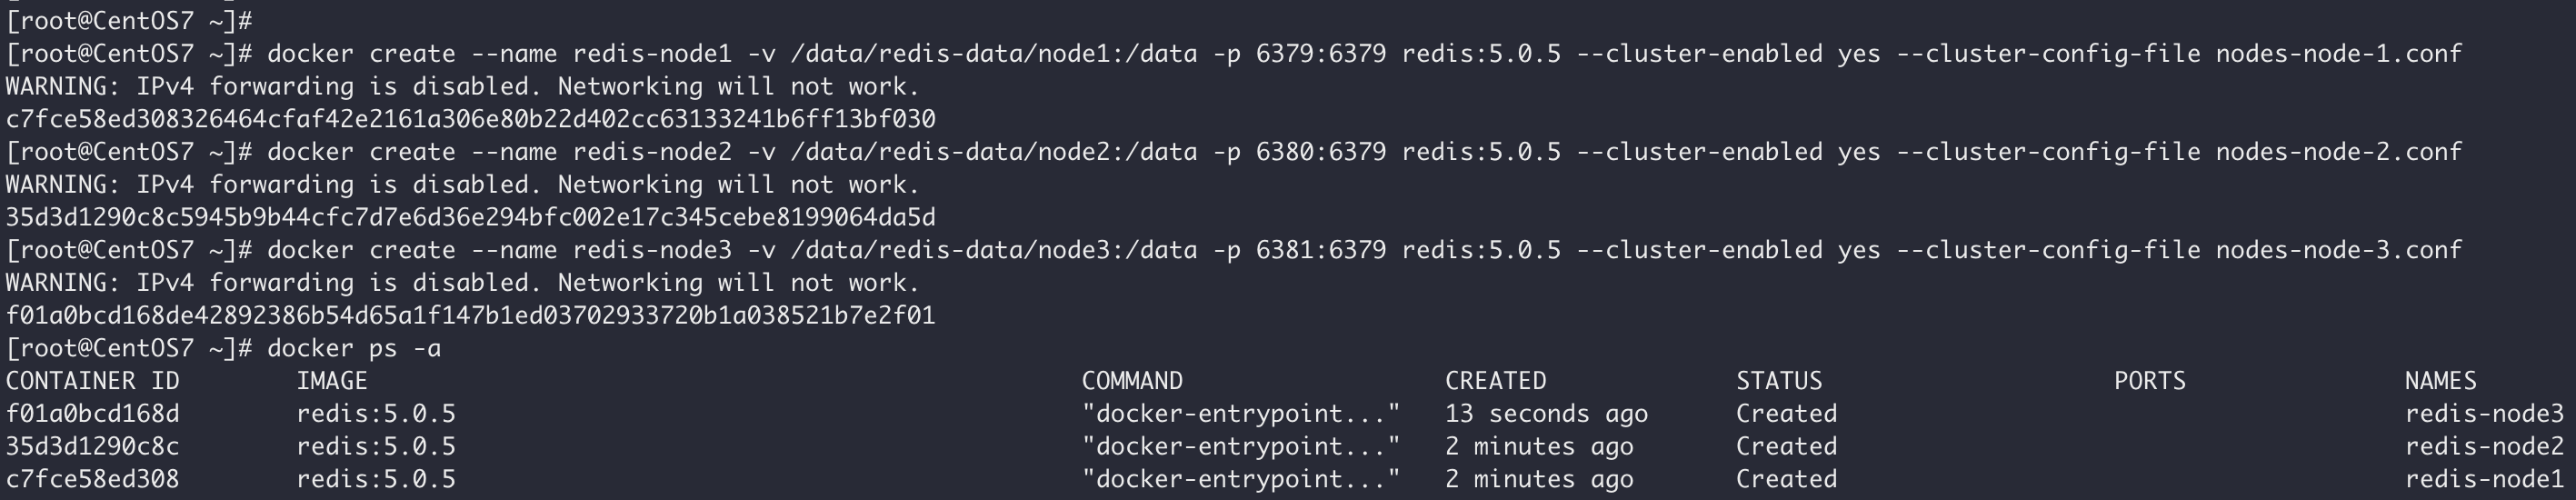 [root@CentOS7 ~]#
[root@CentOS7 ~]# docker create --name redis-node1 -v /data/redis-data/node1:/data -p 6379:6379 redis:5.0.5 --cluster-enabled yes --cluster-config-file nodes-node-1.conf
WARNING: IPv4 forwarding is disabled. Networking will not work.
c7fce58ed308326464cfaf42e2161a306e80b22d402cc63133241b6ff13bf030
[root@CentOS7 ~]# docker create --name redis-node2 -v /data/redis-data/node2:/data -p 6380:6379 redis:5.0.5 --cluster-enabled yes --cluster-config-file nodes-node-2.conf
WARNING: IPv4 forwarding is disabled. Networking will not work.
35d3d1290c8c5945b9b44cfc7d7e6d36e294bfc002e17c345cebe8199064da5d
[root@CentOS7 ~]# docker create --name redis-node3 -v /data/redis-data/node3:/data -p 6381:6379 redis:5.0.5 --cluster-enabled yes --cluster-config-file nodes-node-3.conf
WARNING: IPv4 forwarding is disabled. Networking will not work.
f01a0bcd168de42892386b54d65a1f147b1ed03702933720b1a038521b7e2f01
[root@CentOS7 ~]# docker ps -a
CONTAINER ID IMAGE COMMAND CREATED STATUS PORTS NAMES
f01a0bcd168d redis:5.0.5 "docker-entrypoint..." 13 seconds ago Created redis-node3
35d3d1290c8c redis:5.0.5 "docker-entrypoint..." 2 minutes ago Created redis-node2
c7fce58ed308 redis:5.0.5 "docker-entrypoint..." 2 minutes ago Created redis-node1